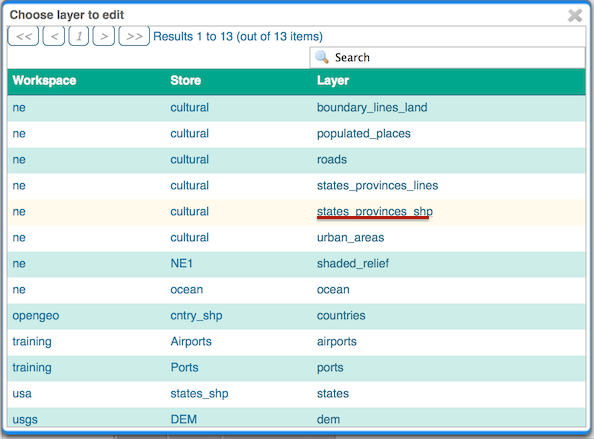 Choose layer to edit
<< < 1 > >> Results 1 to 13 (out of 13 items)
Search
Workspace Store Layer
ne cultural boundary_lines_land
ne cultural populated_places
ne cultural roads
ne cultural states_provinces_lines
ne cultural states_provinces_shp
ne cultural urban_areas
ne NE1 shaded_relief
ne ocean ocean
opengeo cntry_shp countries
training Airports airports
training Ports ports
usa states_shp states
usgs DEM dem